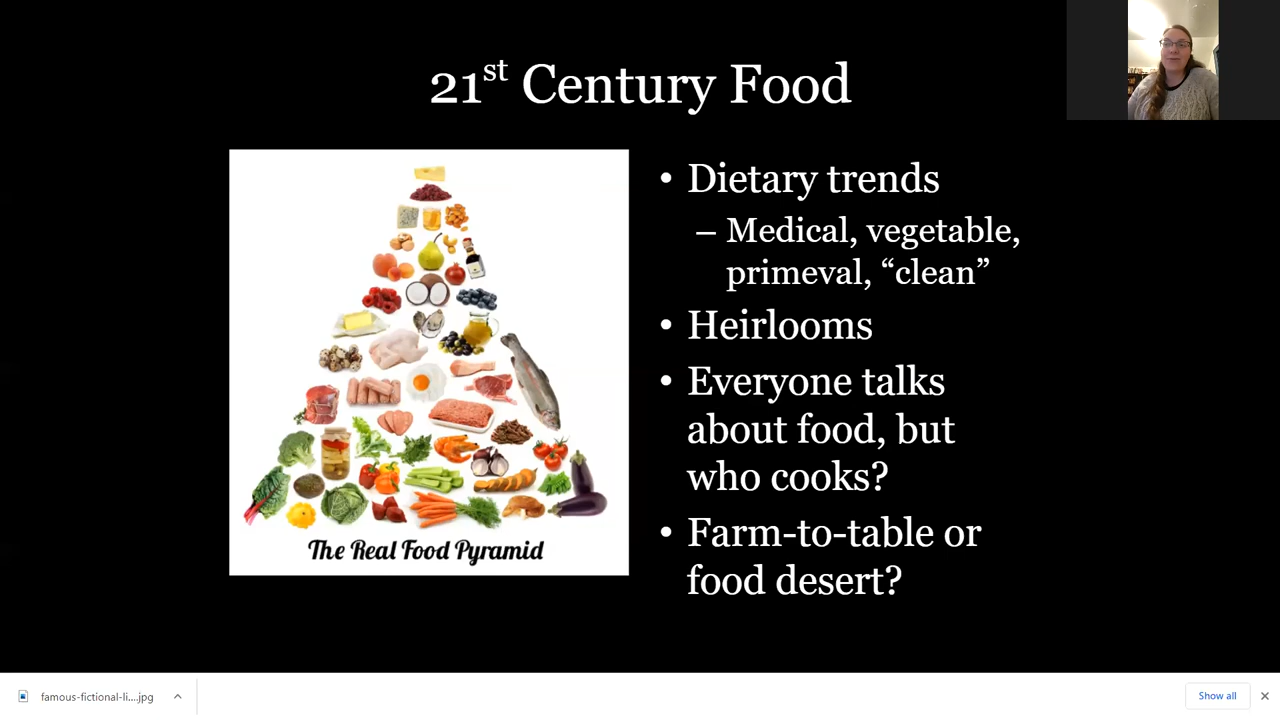 21st Century Food
• Dietary trends
– Medical, vegetable,
primeval, “clean”
• Heirlooms
• Everyone talks
about food, but
who cooks?
• Farm-to-table or
food desert?
The Real Food Pyramid
famous-fictional-li....jpg
Show all